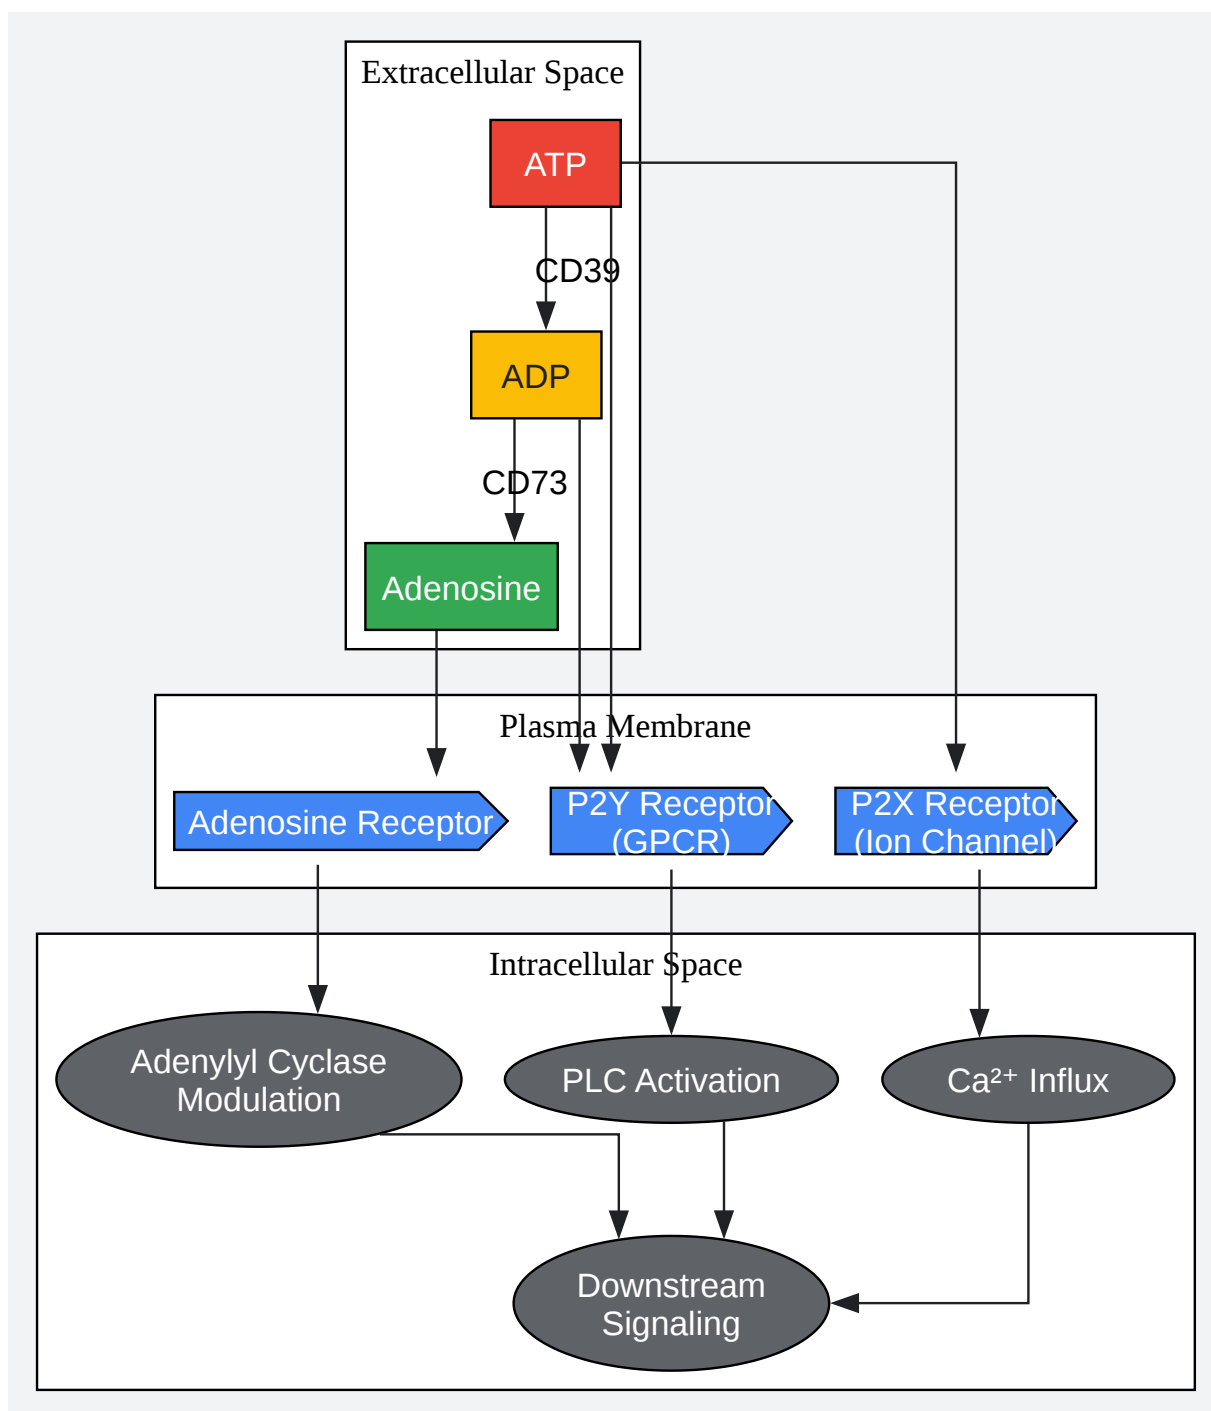 Extracellular Space
ATP
CD39
ADP
CD73
Adenosine
Plasma Membrane
Adenosine Receptor
P2Y Receptor
(GPCR)
P2X Receptor
(Ion Channel)
Intracellular Space
Adenylyl Cyclase
Modulation
PLC Activation
Ca²⁺ Influx
Downstream
Signaling